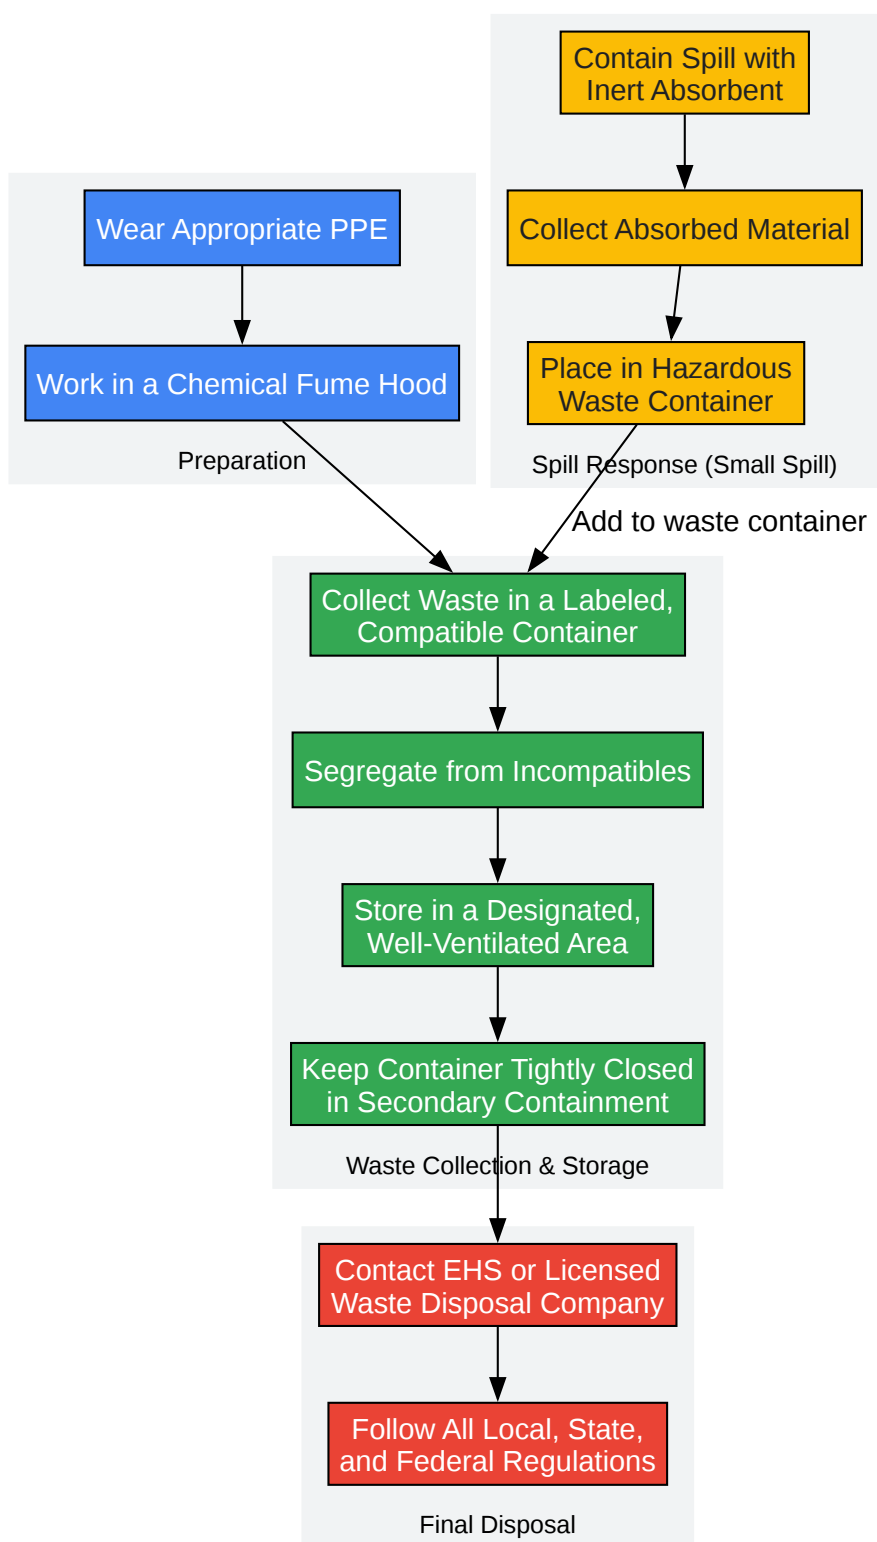 Contain Spill with
Inert Absorbent
Collect Absorbed Material
Place in Hazardous
Waste Container
Spill Response (Small Spill)
Wear Appropriate PPE
Work in a Chemical Fume Hood
Preparation
Add to waste container
Collect Waste in a Labeled,
Compatible Container
Segregate from Incompatibles
Store in a Designated,
Well-Ventilated Area
Keep Container Tightly Closed
in Secondary Containment
Waste Collection & Storage
Contact EHS or Licensed
Waste Disposal Company
Follow All Local, State,
and Federal Regulations
Final Disposal